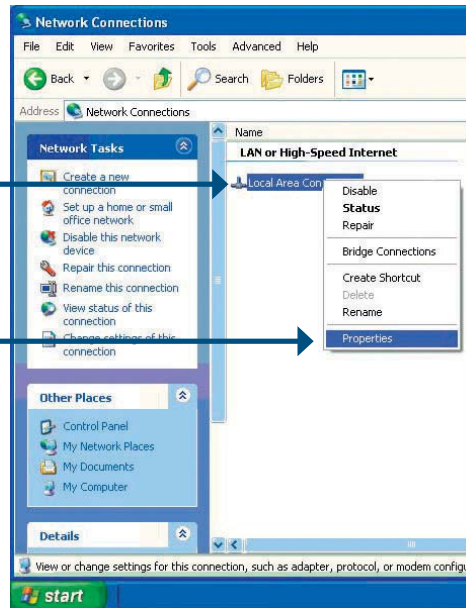 Network Connections
File Edit View Favorites Tools Advanced Help
Back Search Folders
Address Network Connections
Network Tasks
Create a new
connection
Set up a home or small
office network
Disable this network
device
Repair this connection
Rename this connection
View status of this
connection
Change settings of this
connection
Other Places
Control Panel
My Network Places
My Documents
My Computer
Details
Name
LAN or High-Speed Internet
Local Area Con
Disable
Status
Repair
Bridge Connections
Create Shortcut
Delete
Rename
Properties
View or change settings for this connection, such as adapter, protocol, or modem configu
start